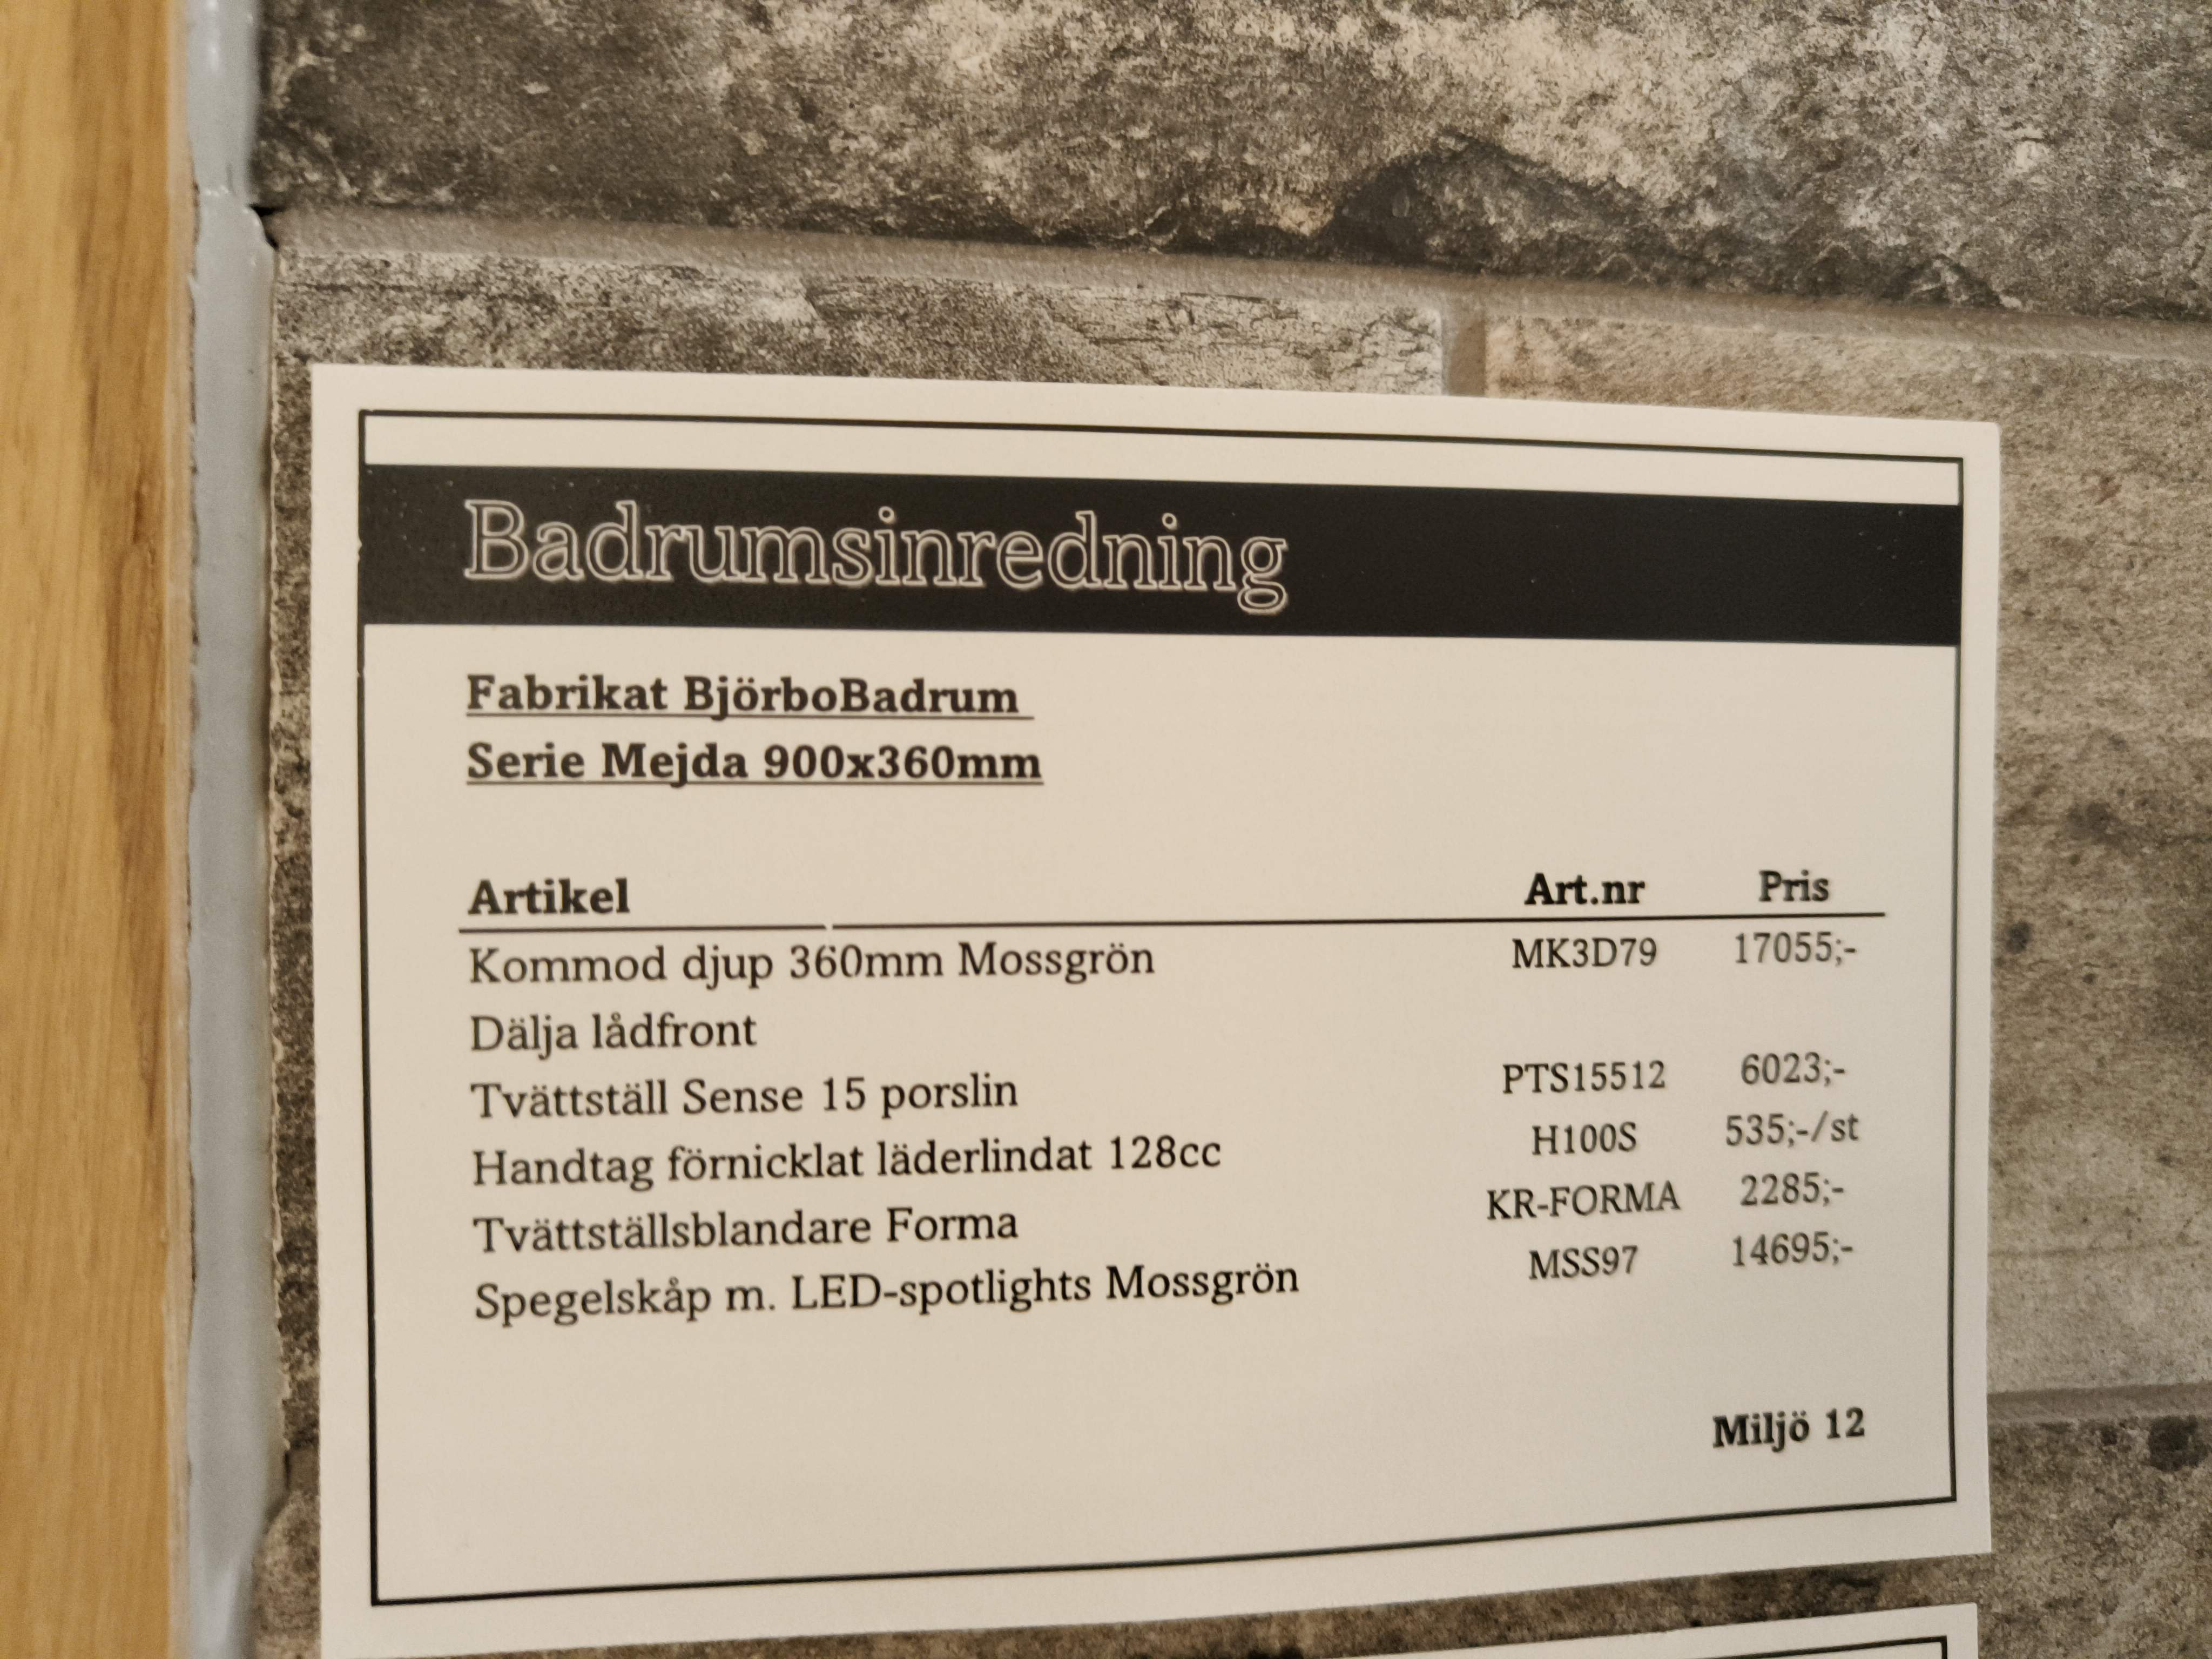 Badrumsinredning
Fabrikat BjörboBadrum
Serie Mejda 900x360mm
Artikel Art.nr Pris
Kommod djup 360mm Mossgrön MK3D79 17055;-
Dälja lådfront
Tvättställ Sense 15 porslin PTS15512 6023;-
Handtag förnicklat läderlindat 128cc H100S 535;-/st
Tvättställsblandare Forma KR-FORMA 2285;-
Spegelskåp m. LED-spotlights Mossgrön MSS97 14695;-
Miljö 12